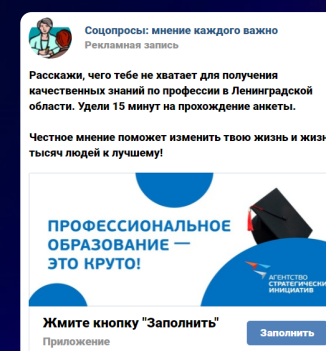 Соцопросы: мнение каждого важно
Рекламная запись
Расскажи, чего тебе не хватает для получения
качественных знаний по профессии в Ленинградской
области. Удели 15 минут на прохождение анкеты.
Честное мнение поможет изменить твою жизнь и жизн
тысяч людей к лучшему!
ПРОФЕССИОНАЛЬНОЕ
ОБРАЗОВАНИЕ —
ЭТО КРУТО!
АГЕНТСТВО
СТРАТЕГИЧЕСКИ
ИНИЦИАТИВ
Жмите кнопку "Заполнить"
Приложение
Заполнить